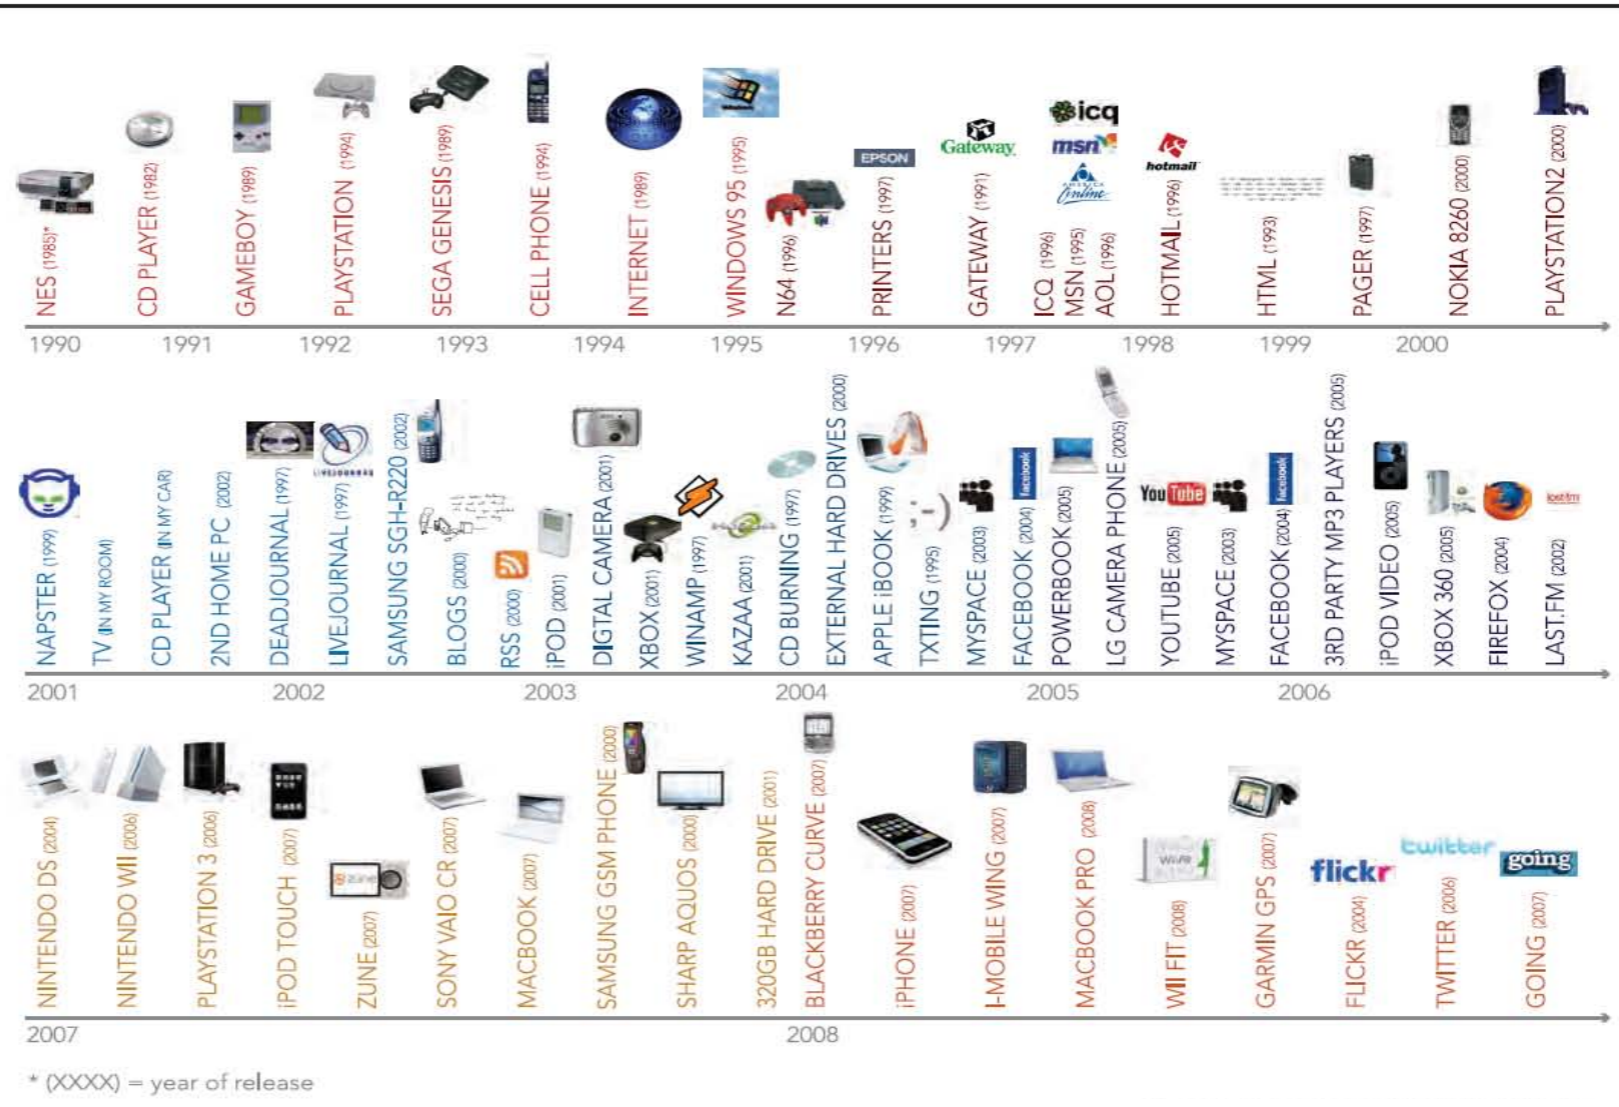 NES (1985)*
CD PLAYER (1982)
GAMEBOY (1989)
PLAYSTATION (1994)
SEGA GENESIS (1989)
CELL PHONE (1994)
INTERNET (1989)
WINDOWS 95 (1995)
N64 (1996)
EPSON
PRINTERS (1997)
Gateway
GATEWAY (1991)
icq
msn
AMERICA
Online
ICQ (1996)
MSN (1995)
AOL (1996)
hotmail
HOTMAIL (1996)
HTML (1993)
PAGER (1997)
NOKIA 8260 (2000)
PLAYSTATION2 (2000)
1990 1991 1992 1993 1994 1995 1996 1997 1998 1999 2000
NAPSTER (1999)
TV (IN MY ROOM)
CD PLAYER (IN MY CAR)
2ND HOME PC (2002)
DEADJOURNAL (1997)
LIVEJOURNAL
LIVEJOURNAL (1997)
SAMSUNG SGH-R220 (2002)
BLOGS (2000)
RSS (2000)
iPOD (2001)
DIGTAL CAMERA (2001)
XBOX (2001)
WINAMP (1997)
KAZAA (2001)
CD BURNING (1997)
EXTERNAL HARD DRIVES (2000)
APPLE iBOOK (1999)
;-)
TXTING (1995)
MYSPACE (2003)
facebook
FACEBOOK (2004)
POWERBOOK (2005)
LG CAMERA PHONE (2005)
YouTube
YOUTUBE (2005)
MYSPACE (2003)
facebook
FACEBOOK (2004)
3RD PARTY MP3 PLAYERS (2005)
iPOD VIDEO (2005)
XBOX 360 (2005)
FIREFOX (2004)
lost.fm
LAST.FM (2002)
2001 2002 2003 2004 2005 2006
NINTENDO DS (2004)
NINTENDO WII (2006)
PLAYSTATION 3 (2006)
iPOD TOUCH (2007)
zune
ZUNE (2007)
SONY VAIO CR (2007)
MACBOOK (2007)
SAMSUNG GSM PHONE (2000)
SHARP AQUOS (2000)
320GB HARD DRIVE (2001)
BLACKBERRY CURVE (2007)
iPHONE (2007)
I-MOBILE WING (2007)
MACBOOK PRO (2008)
Wii Fit
WII FIT (2008)
GARMIN GPS (2007)
flickr
FLICKR (2004)
twitter
TWITTER (2006)
going
GOING (2007)
2007 2008
* (XXXX) = year of release